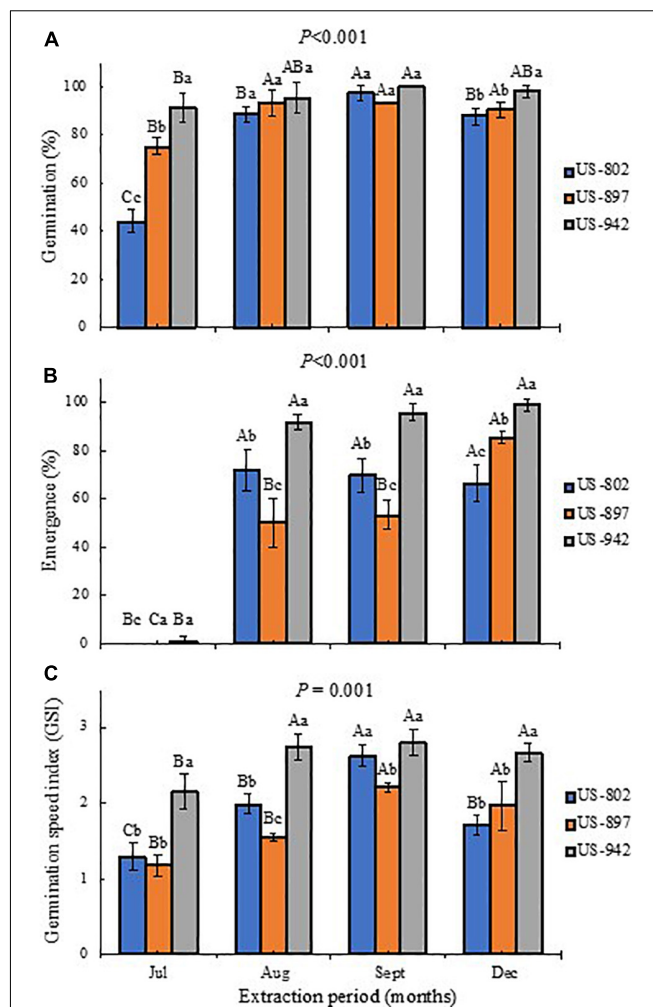 A
P<0.001
Ba
Bb
Cc
Ba
Aa
ABa
Aa
Aa
Aa
Bb
Ab
ABa
100
80
60
40
20
0
Germination (%)
US-802
US-897
US-942
B
P<0.001
Bc
Ca
Ba
Ab
Bc
Aa
Ab
Bc
Aa
Ac
Ab
Aa
100
80
60
40
20
0
Emergence (%)
US-802
US-897
US-942
C
P = 0.001
Cb
Bb
Ba
Bb
Bc
Aa
Aa
Ab
Aa
Bb
Ab
Aa
3
2
1
0
Germination speed index (GSI)
US-802
US-897
US-942
Jul
Aug
Sept
Dec
Extraction period (months)